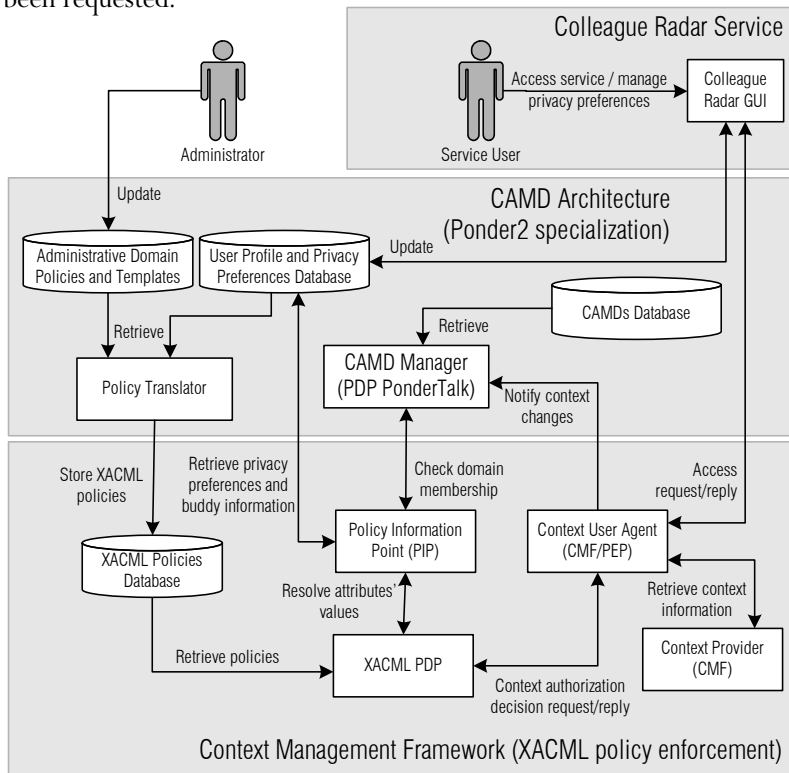 been requested.
Colleague Radar Service
Access service / manage
privacy preferences
Colleague
Radar GUI
Administrator
Service User
Update
CAMD Architecture
(Ponder2 specialization)
Administrative Domain
Policies and Templates
User Profile and Privacy
Preferences Database
Update
Retrieve
Retrieve
CAMDs Database
Policy Translator
CAMD Manager
(PDP PonderTalk)
Notify context
changes
Store XACML
policies
Retrieve privacy
preferences and
buddy information
Check domain
membership
Access
request/reply
XACML Policies
Database
Policy Information
Point (PIP)
Context User Agent
(CMF/PEP)
Resolve attributes'
values
Retrieve context
information
Retrieve policies
XACML PDP
Context Provider
(CMF)
Context authorization
decision request/reply
Context Management Framework (XACML policy enforcement)